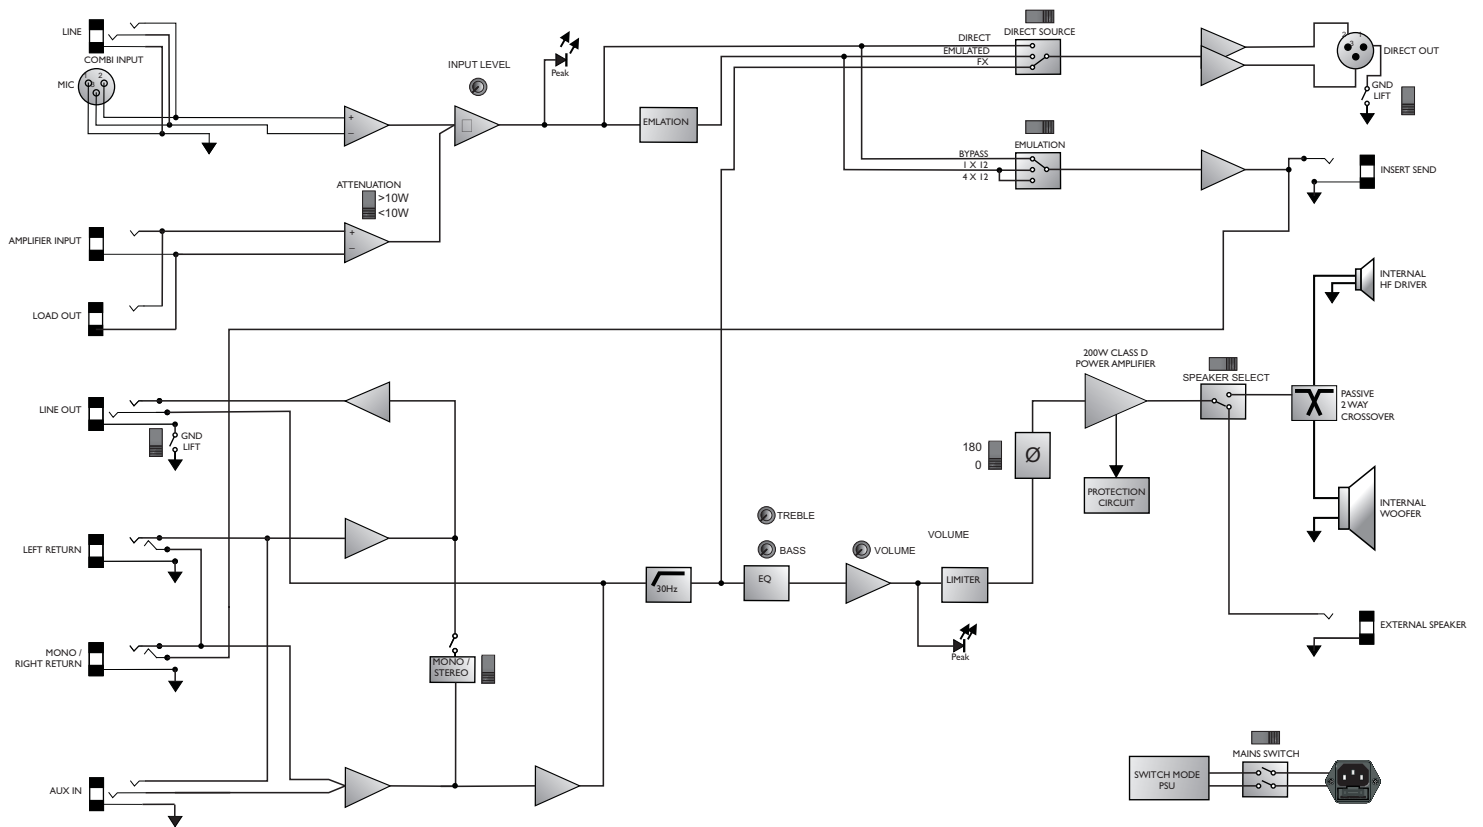 LINE
COMBI INPUT
MIC
1
2
3
INPUT LEVEL
Peak
EMLATION
ATTENUATION
>10W
<10W
+
−
+
−
AMPLIFIER INPUT
LOAD OUT
DIRECT SOURCE
DIRECT
EMULATED
FX
DIRECT OUT
GND
LIFT
EMULATION
BYPASS
1 X 12
4 X 12
INSERT SEND
INTERNAL
HF DRIVER
LINE OUT
GND
LIFT
200W CLASS D
POWER AMPLIFIER
SPEAKER SELECT
PASSIVE
2 WAY
CROSSOVER
180
0
Ø
PROTECTION
CIRCUIT
INTERNAL
WOOFER
LEFT RETURN
TREBLE
BASS
VOLUME
VOLUME
30Hz
EQ
LIMITER
Peak
EXTERNAL SPEAKER
MONO /
RIGHT RETURN
MONO /
STEREO
AUX IN
MAINS SWITCH
SWITCH MODE
PSU